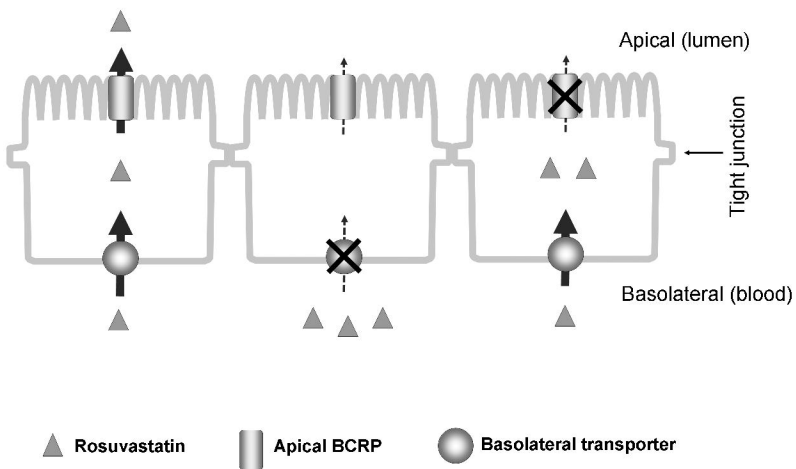 Apical (lumen)
Tight junction
Basolateral (blood)
Rosuvastatin
Apical BCRP
Basolateral transporter